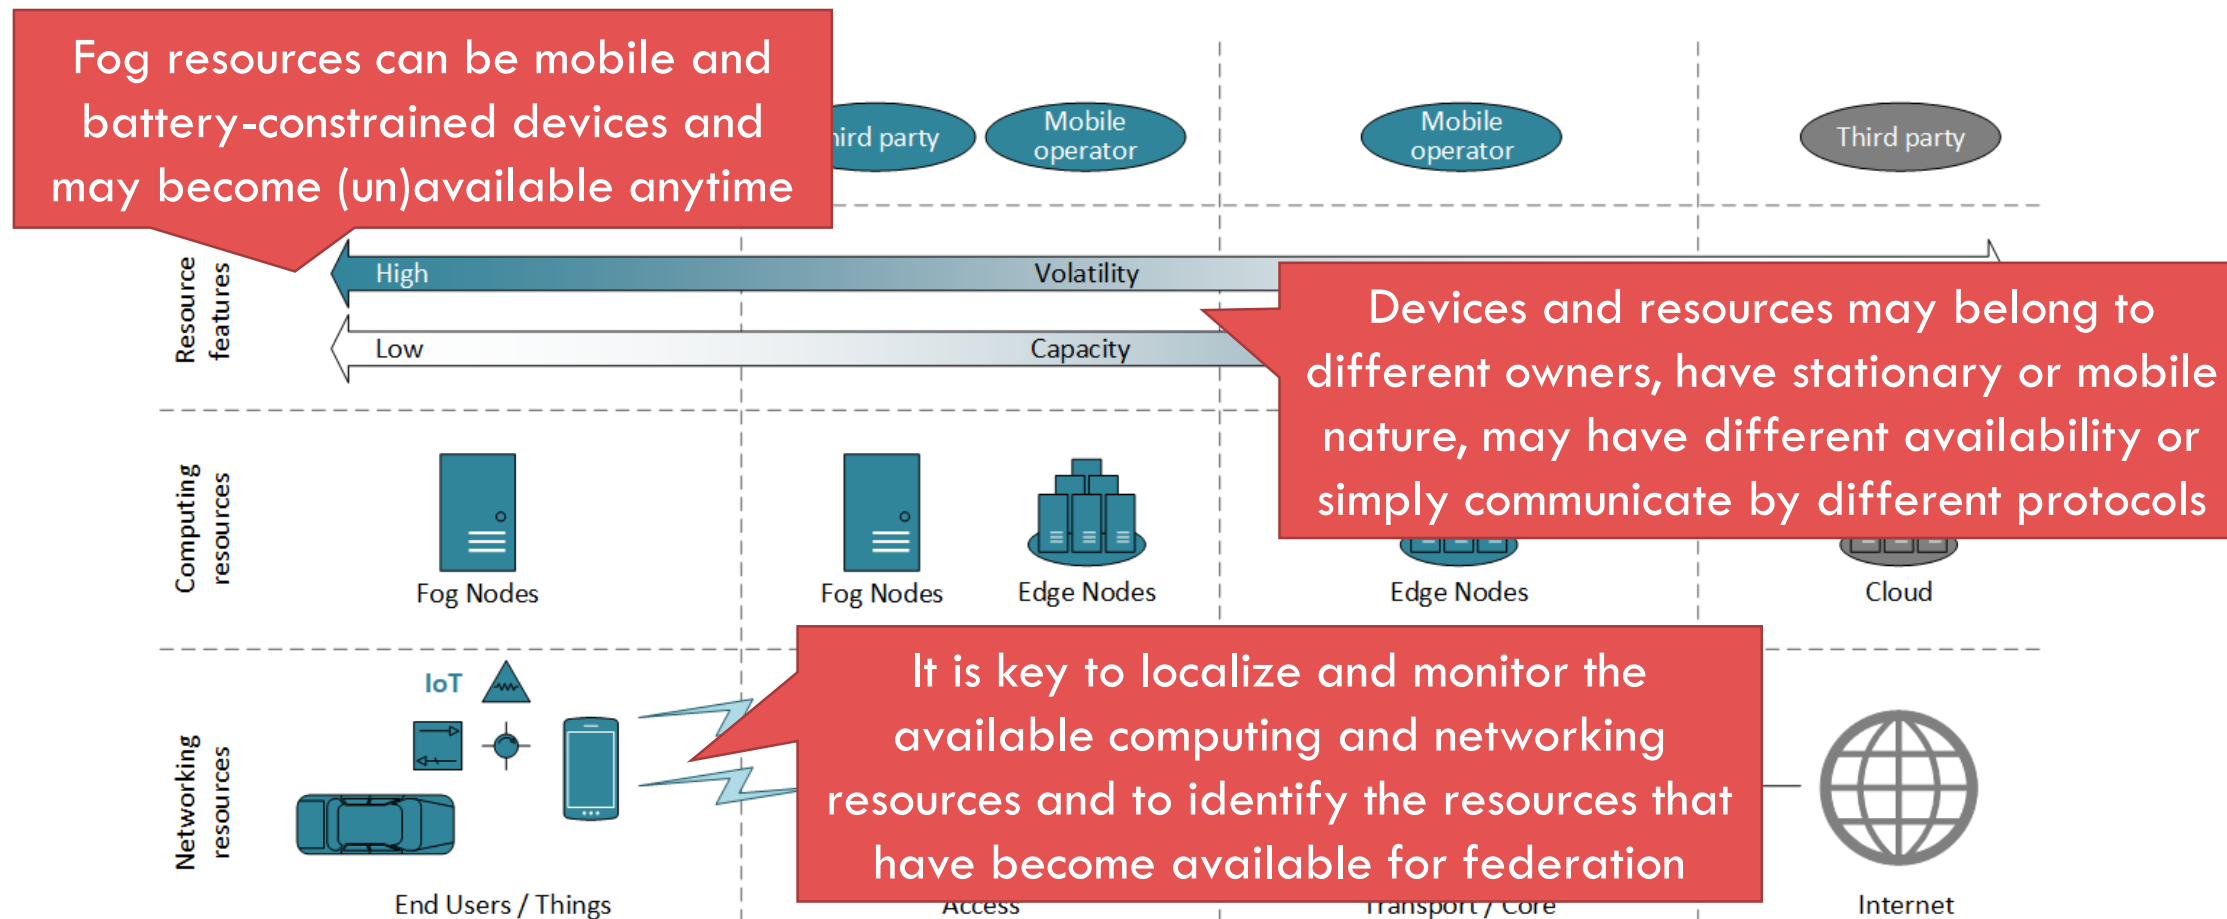 Fog resources can be mobile and
battery-constrained devices and
may become (un)available anytime
party
Mobile
operator
Mobile
operator
Third party
Resource
features
High
Volatility
Low
Capacity
Devices and resources may belong to
different owners, have stationary or mobile
nature, may have different availability or
simply communicate by different protocols
Computing
resources
Fog Nodes
Fog Nodes
Edge Nodes
Edge Nodes
Cloud
Networking
resources
IoT
It is key to localize and monitor the
available computing and networking
resources and to identify the resources that
have become available for federation
End Users / Things
Access
Transport / Core
Internet